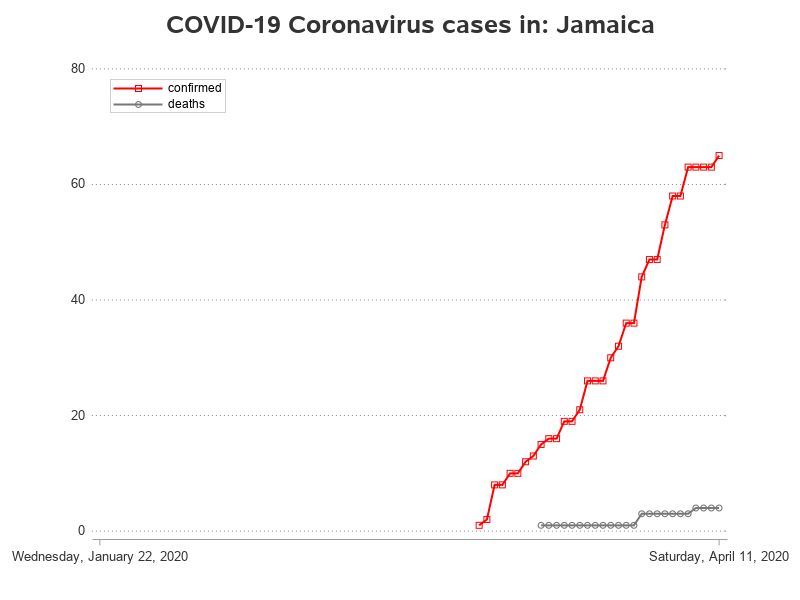 COVID-19 Coronavirus cases in: Jamaica
80
confirmed
deaths
60
40
20
0
Wednesday, January 22, 2020
Saturday, April 11, 2020